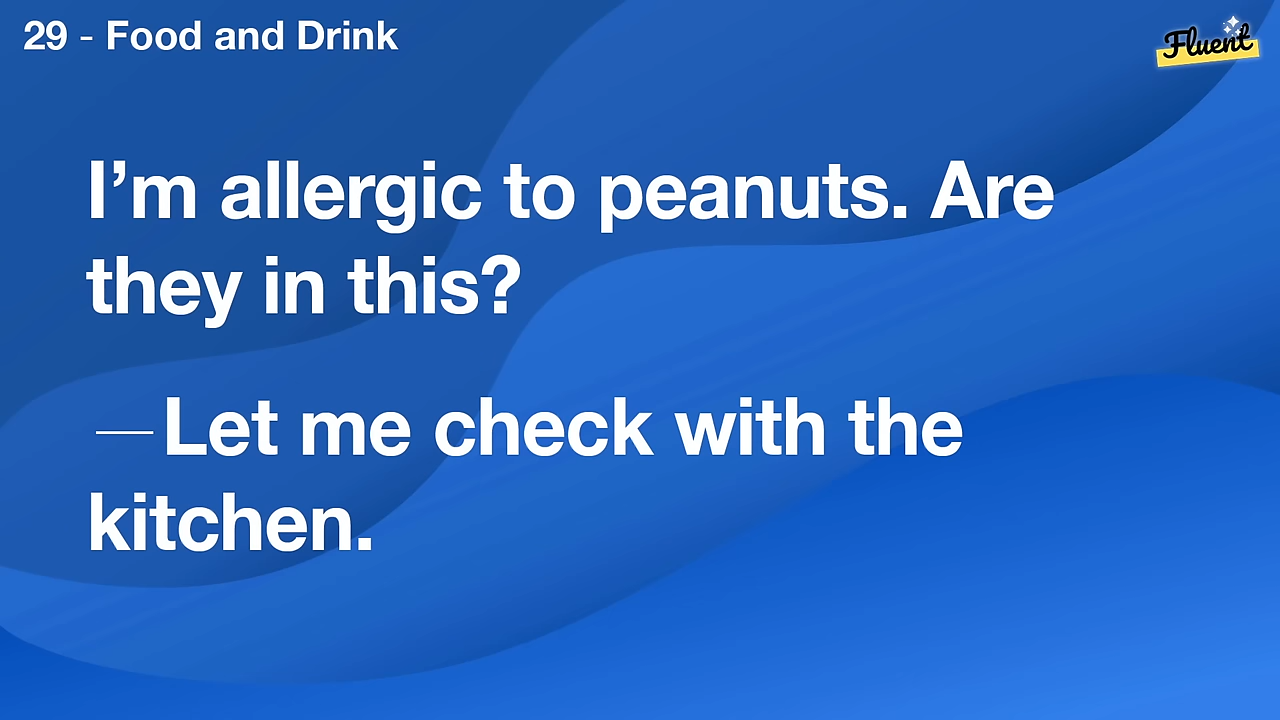 29 - Food and Drink
Fluent
I’m allergic to peanuts. Are
they in this?
—Let me check with the
kitchen.